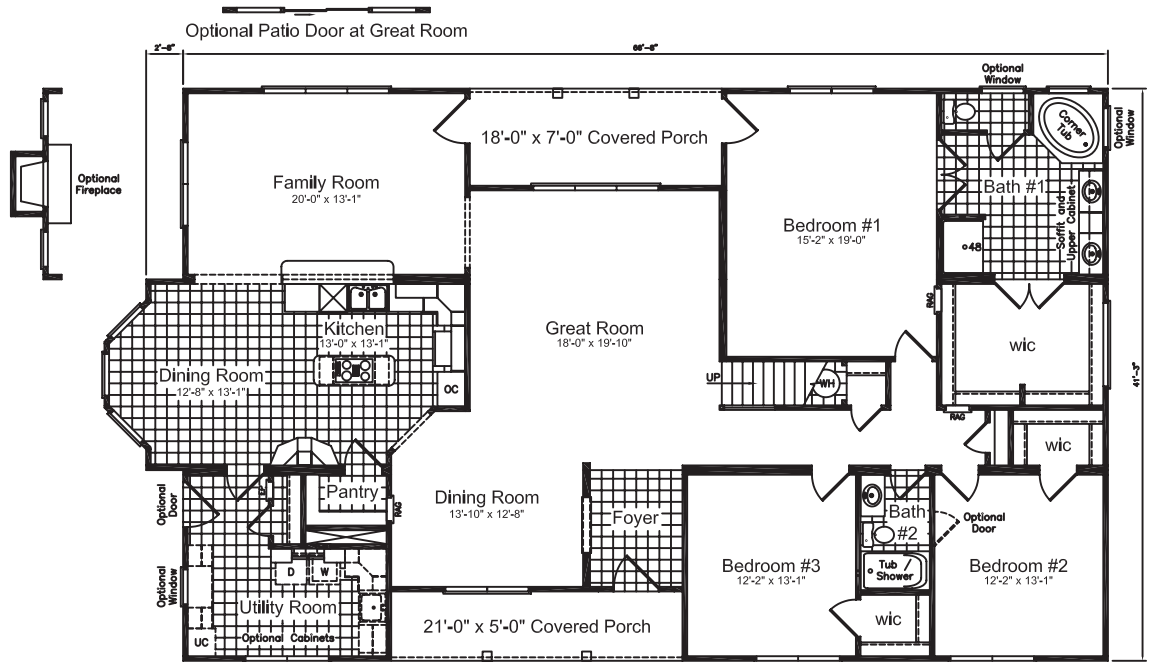 Optional Patio Door at Great Room
2'-8"
66'-8"
Optional
Window
18'-0" x 7'-0" Covered Porch
Corner
Tub
Optional
Window
Optional
Fireplace
Family Room
20'-0" x 13'-1"
Bath #1
Soffit and
Upper Cabinet
Bedroom #1
15'-2" x 19'-0"
48
RAG
Kitchen
13'-0" x 13'-1"
Great Room
18'-0" x 19'-10"
wic
Dining Room
12'-8" x 13'-1"
OC
UP
WH
41'-3"
RAG
wic
Pantry
RAG
Dining Room
13'-10" x 12'-8"
Foyer
Optional
Door
Bath
#2
Optional
Door
Bedroom #3
12'-2" x 13'-1"
Tub /
Shower
Bedroom #2
12'-2" x 13'-1"
D
W
Optional
Window
Utility Room
UC
Optional Cabinets
21'-0" x 5'-0" Covered Porch
wic